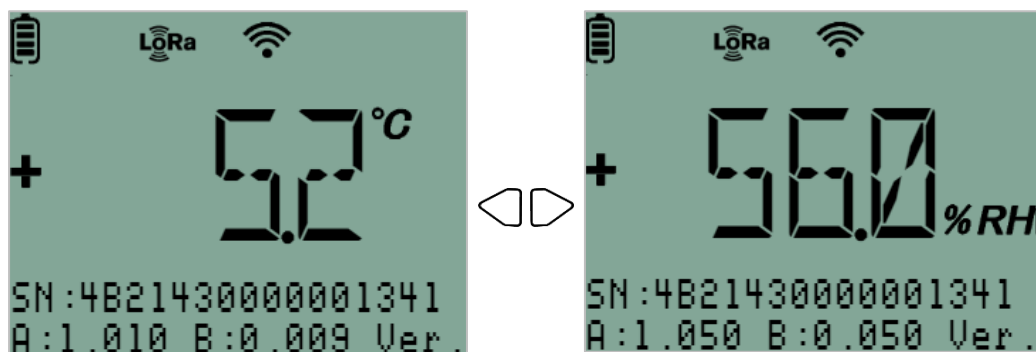 LoRa
5.2 °C
+
SN:4B21430000001341
A:1.010 B:0.009 Ver.
LoRa
56.0 %RH
+
SN:4B21430000001341
A:1.050 B:0.050 Ver.